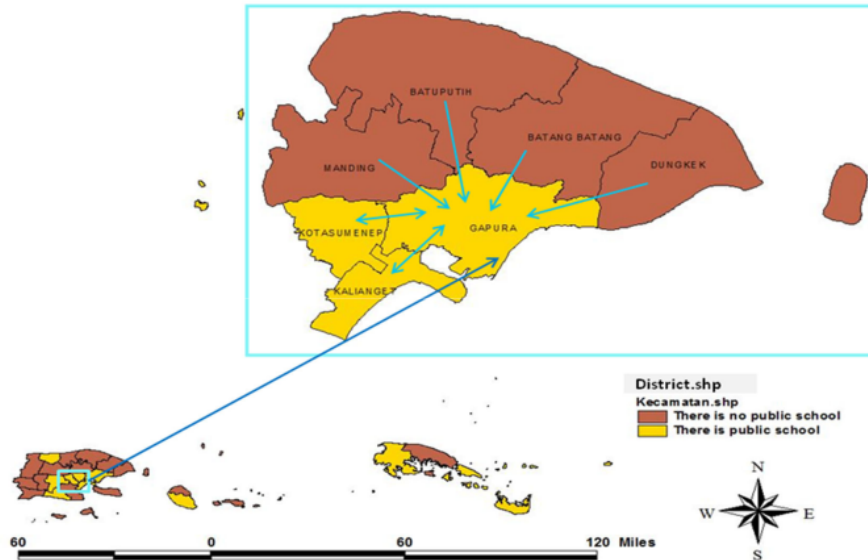 BATUPUTIH
BATANG BATANG
MANDING
DUNGKEK
KOTASUMENEP
GAPURA
KALIANGET
District.shp
Kecamatan.shp
There is no public school
There is public school
N
W E
S
60 0 60 120 Miles